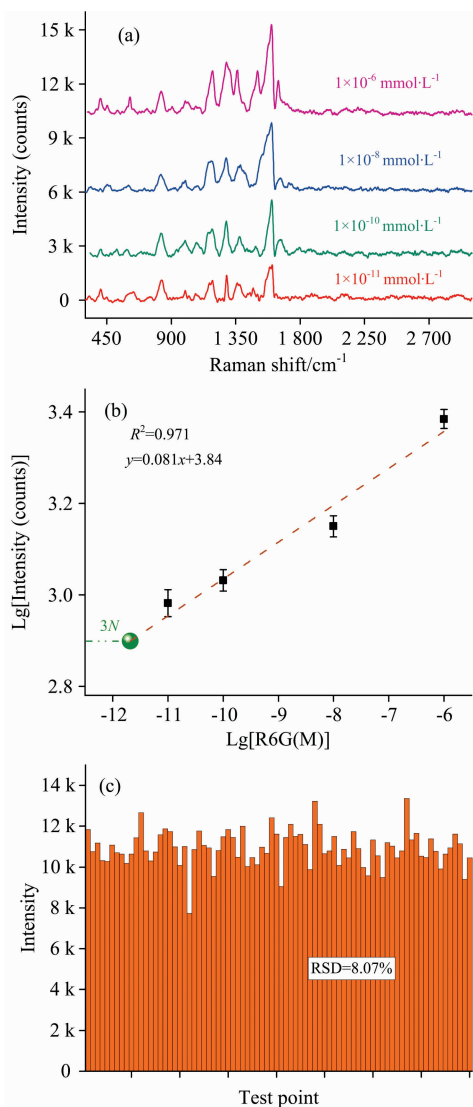 (a)
15 k
12 k
9 k
6 k
3 k
0
Intensity (counts)
1×10⁻⁶ mmol·L⁻¹
1×10⁻⁸ mmol·L⁻¹
1×10⁻¹⁰ mmol·L⁻¹
1×10⁻¹¹ mmol·L⁻¹
450 900 1 350 1 800 2 250 2 700
Raman shift/cm⁻¹
(b)
R²=0.971
y=0.081x+3.84
3.4
3.2
3.0
2.8
Lg[Intensity (counts)]
3N
-12 -11 -10 -9 -8 -7 -6
Lg[R6G(M)]
(c)
14 k
12 k
10 k
8 k
6 k
4 k
2 k
0
Intensity
RSD=8.07%
Test point